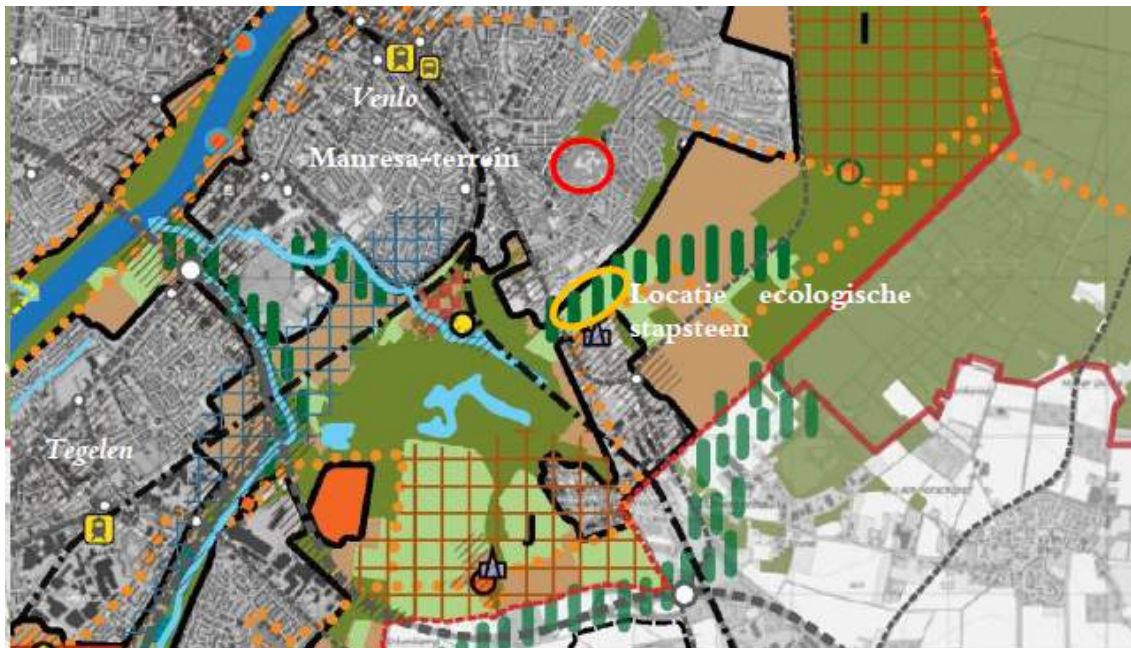 Venlo
Manresa-terrein
Locatie ecologische
stapsteen
Tegelen
I
J